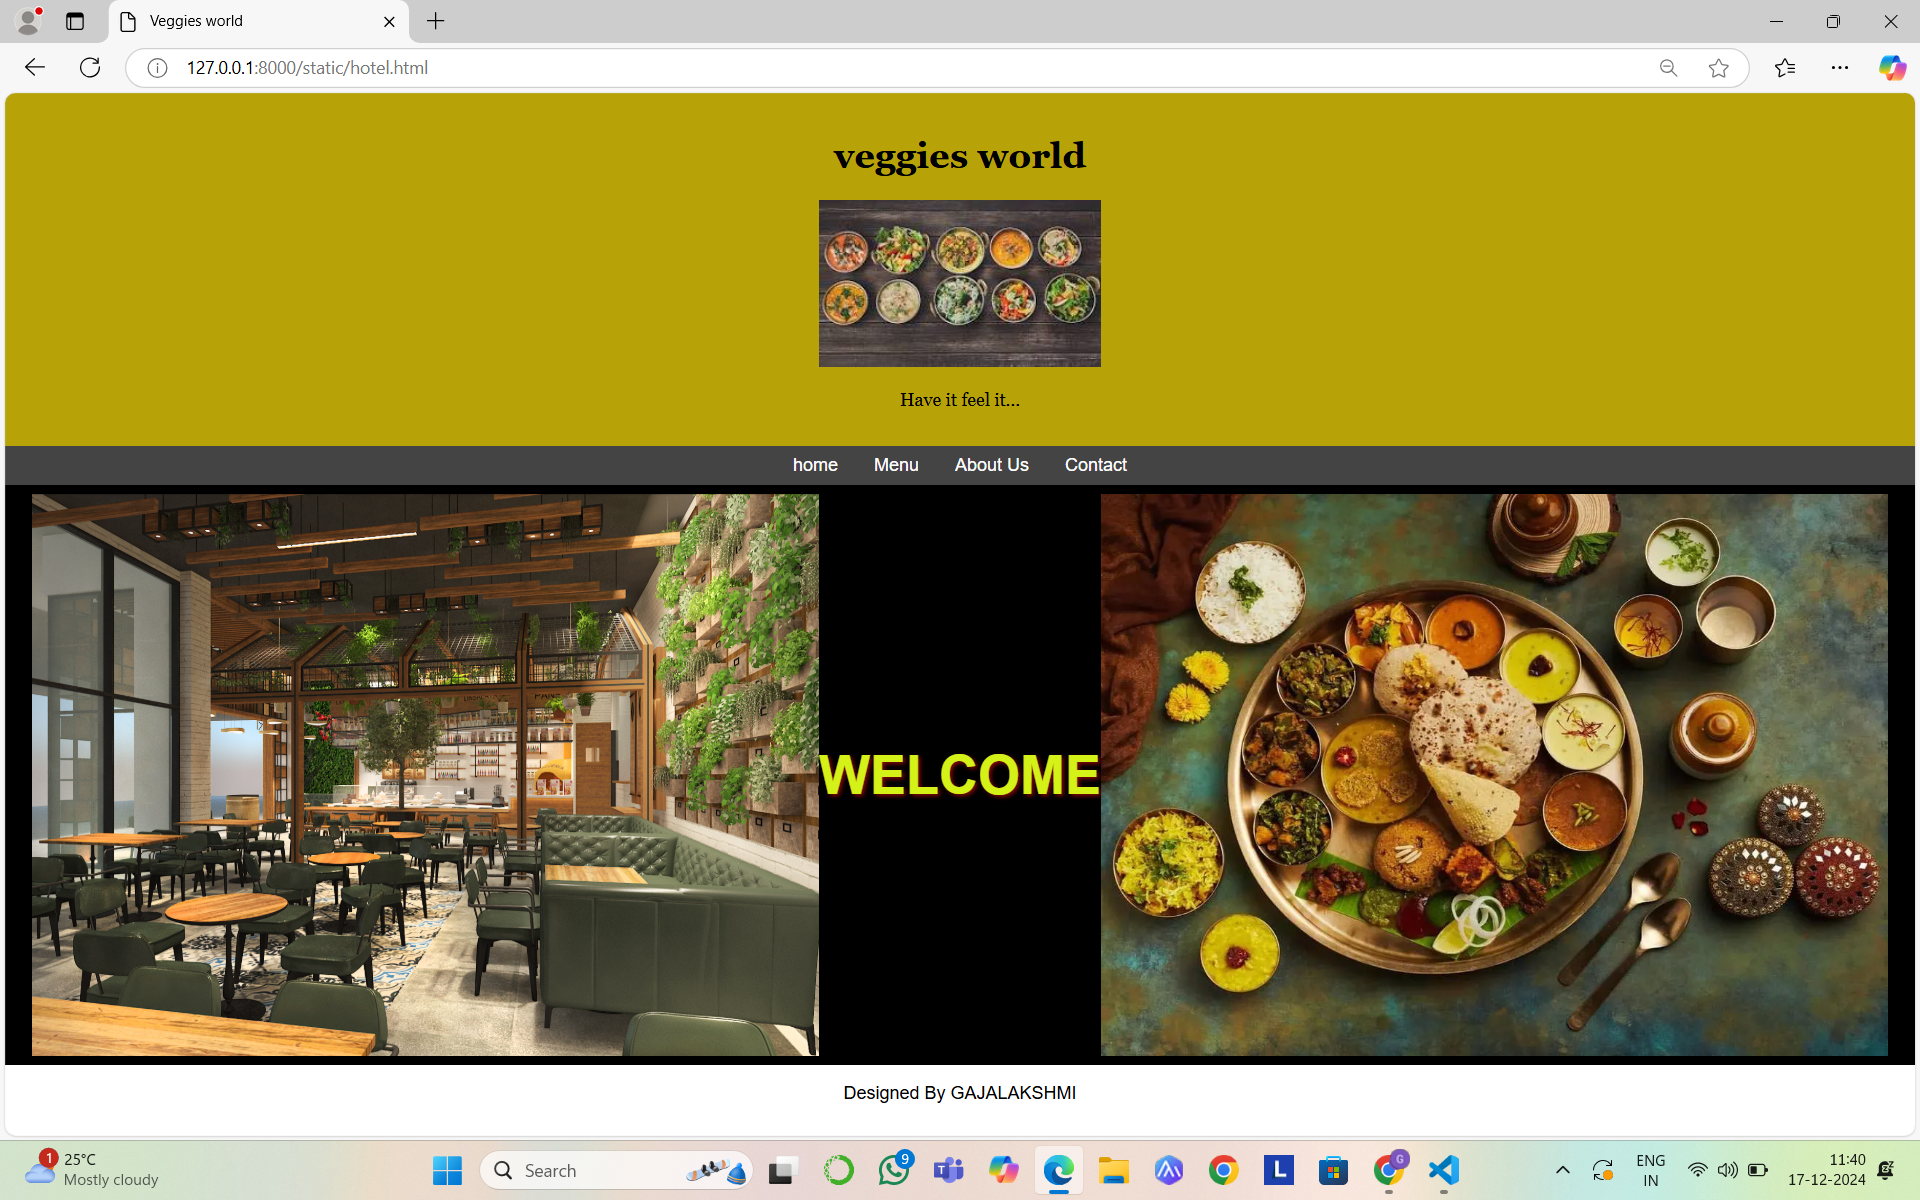 Veggies world
127.0.0.1:8000/static/hotel.html
veggies world
Have it feel it...
home Menu About Us Contact
WELCOME
Designed By GAJALAKSHMI
1
25°C
Mostly cloudy
Search
9
G
L
ENG
IN
11:40
17-12-2024